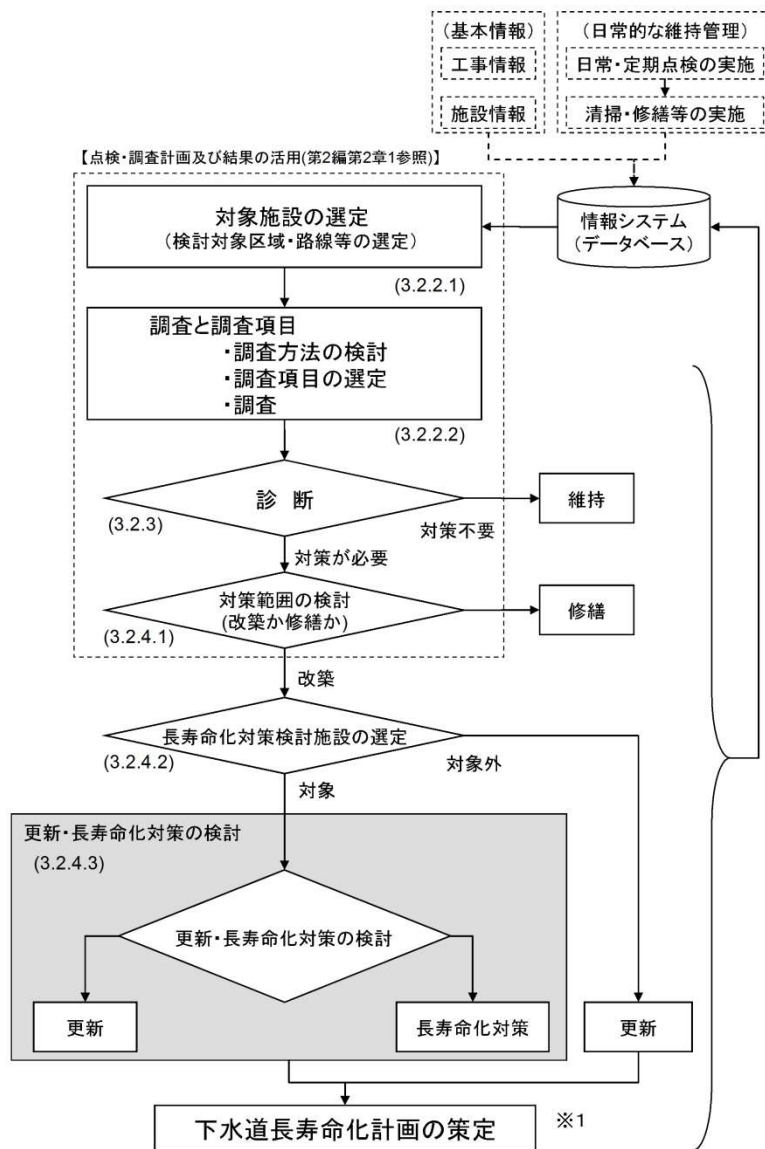 (基本情報)
工事情報
施設情報
(日常的な維持管理)
日常・定期点検の実施
清掃・修繕等の実施
【点検・調査計画及び結果の活用(第2編第2章1参照)】
対象施設の選定
(検討対象区域・路線等の選定)
情報システム
(データベース)
(3.2.2.1)
調査と調査項目
・調査方法の検討
・調査項目の選定
・調査
(3.2.2.2)
診 断
(3.2.3)
対策不要
維持
対策が必要
対策範囲の検討
(改築か修繕か)
(3.2.4.1)
修繕
改築
長寿命化対策検討施設の選定
(3.2.4.2)
対象外
対象
更新・長寿命化対策の検討
(3.2.4.3)
更新・長寿命化対策の検討
更新
長寿命化対策
更新
下水道長寿命化計画の策定
※1